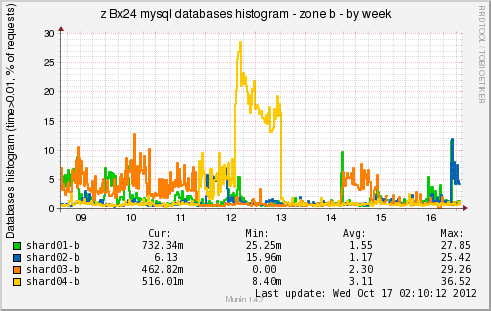 z Bx24 mysql databases histogram - zone b - by week
RRDTOOL / TOBI OETIKER
Databases histogram (time>0.01, % of requests)
30
25
20
15
10
5
0
09 10 11 12 13 14 15 16
Cur: Min: Avg: Max:
shard01-b 732.34m 25.25m 1.55 27.85
shard02-b 6.13 15.96m 1.17 25.42
shard03-b 462.82m 0.00 2.30 29.26
shard04-b 516.01m 8.40m 3.11 36.52
Last update: Wed Oct 17 02:10:12 2012
Munin